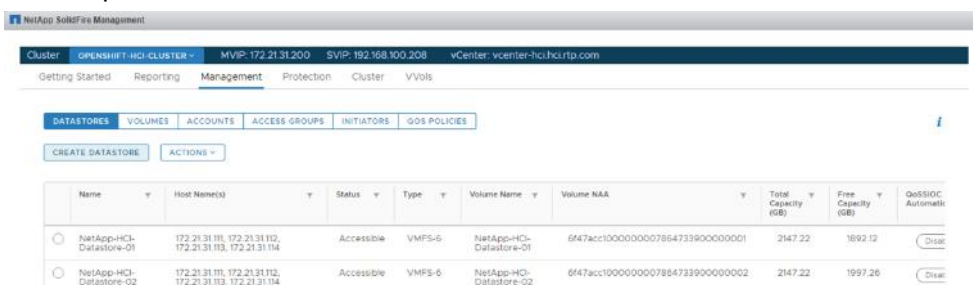 NetApp SolidFire Management
Cluster OPENSHIFT-HCI-CLUSTER MVIP: 172.21.31.200 SVIP: 192.168.100.208 vCenter: vcenter-hci.hci.rtp.com
Getting Started Reporting Management Protection Cluster VVols
DATASTORES VOLUMES ACCOUNTS ACCESS GROUPS INITIATORS QOS POLICIES i
CREATE DATASTORE ACTIONS
Name Host Name(s) Status Type Volume Name Volume NAA Total Free QoSSIOC
Capacity Capacity Automatic
(GB) (GB)
NetApp-HCI- 172.21.31.111, 172.21.31.112, Accessible VMFS-6 NetApp-HCI- 2147.22 1892.12 Disab
Datastore-01 172.21.31.113, 172.21.31.114 Datastore-01
NetApp-HCI- 172.21.31.111, 172.21.31.112, Accessible VMFS-6 NetApp-HCI- 2147.22 1997.26 Disab
Datastore-02 172.21.31.113, 172.21.31.114 Datastore-02